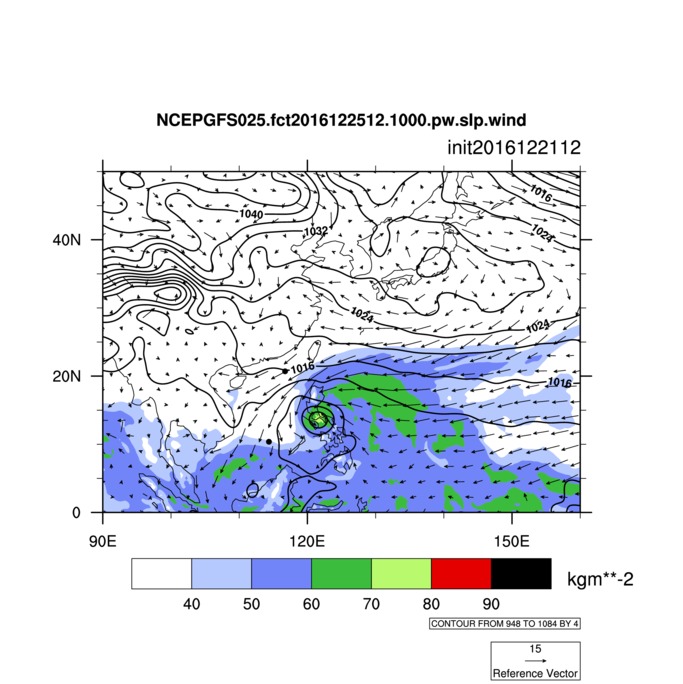 NCEPGFS025.fct2016122512.1000.pw.slp.wind
init2016122112
1016
1040
1032
1024
40N
1024
1024
0
1016
20N
1016
0
90E
120E
150E
40 50 60 70 80 90
kgm**-2
CONTOUR FROM 948 TO 1084 BY 4
15
Reference Vector